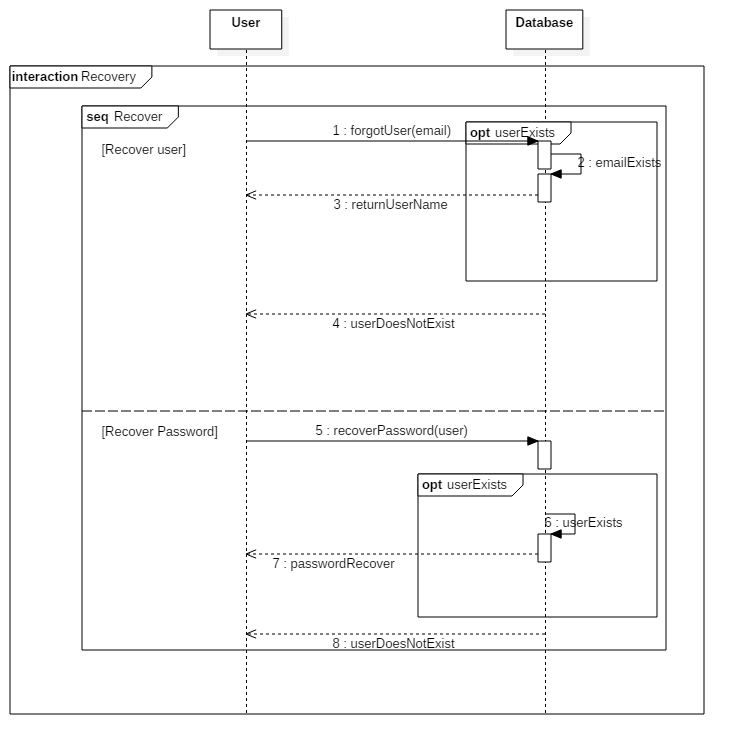 User
Database
interaction Recovery
seq Recover
1 : forgotUser(email)
opt userExists
[Recover user]
2 : emailExists
3 : returnUserName
4 : userDoesNotExist
[Recover Password]
5 : recoverPassword(user)
opt userExists
6 : userExists
7 : passwordRecover
8 : userDoesNotExist